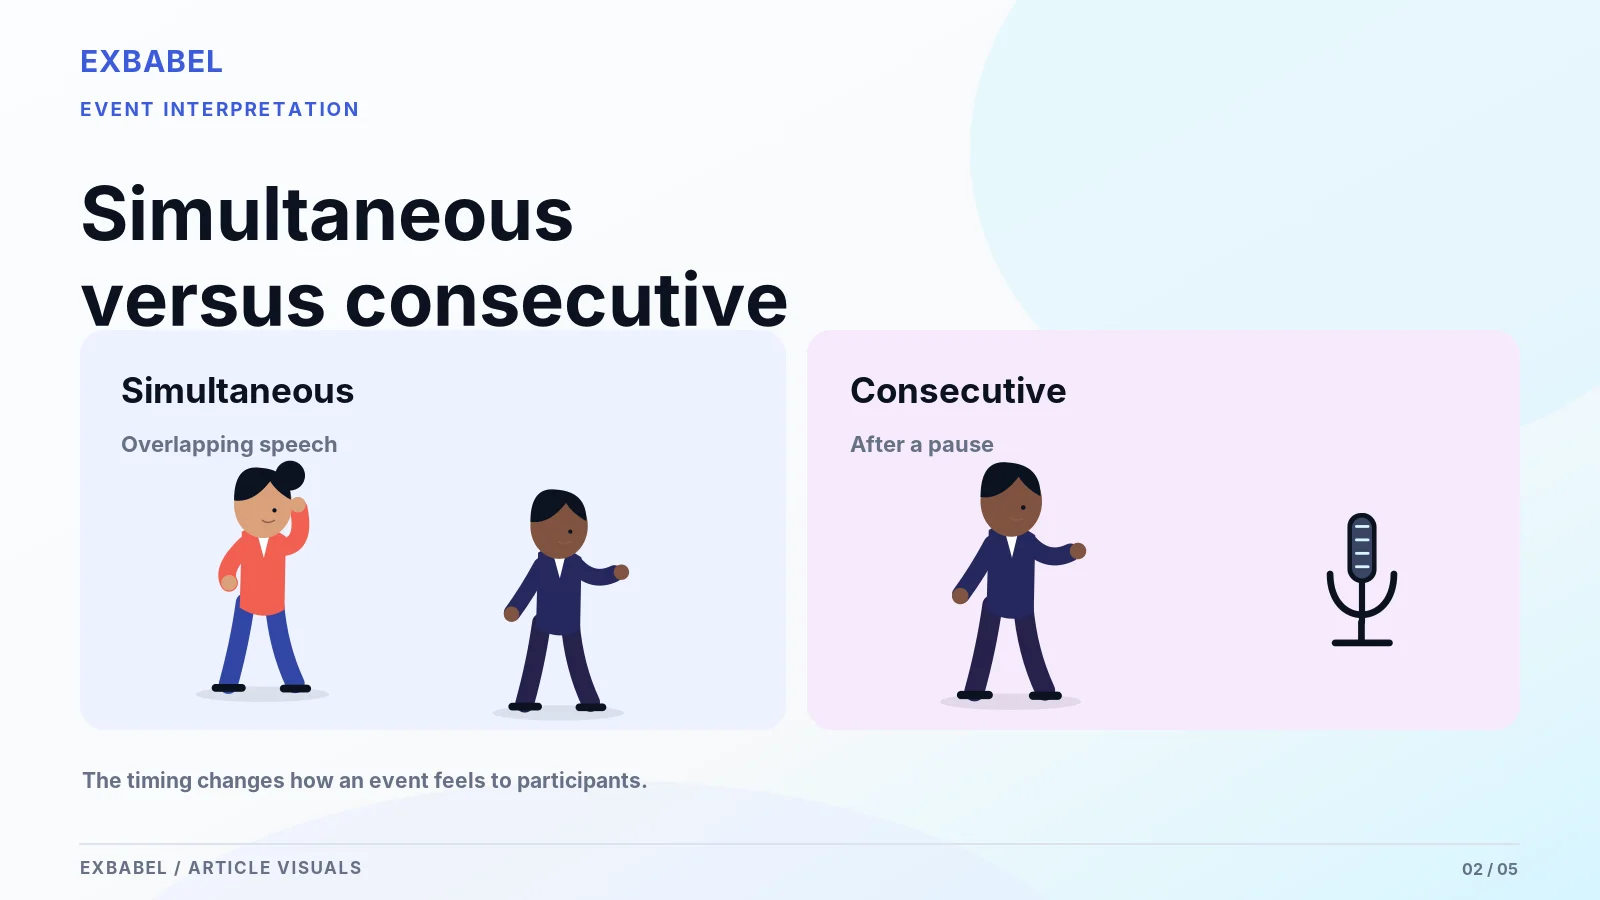 EXBABEL
EVENT INTERPRETATION
Simultaneous
versus consecutive
Simultaneous
Overlapping speech
Consecutive
After a pause
The timing changes how an event feels to participants.
EXBABEL / ARTICLE VISUALS
02 / 05